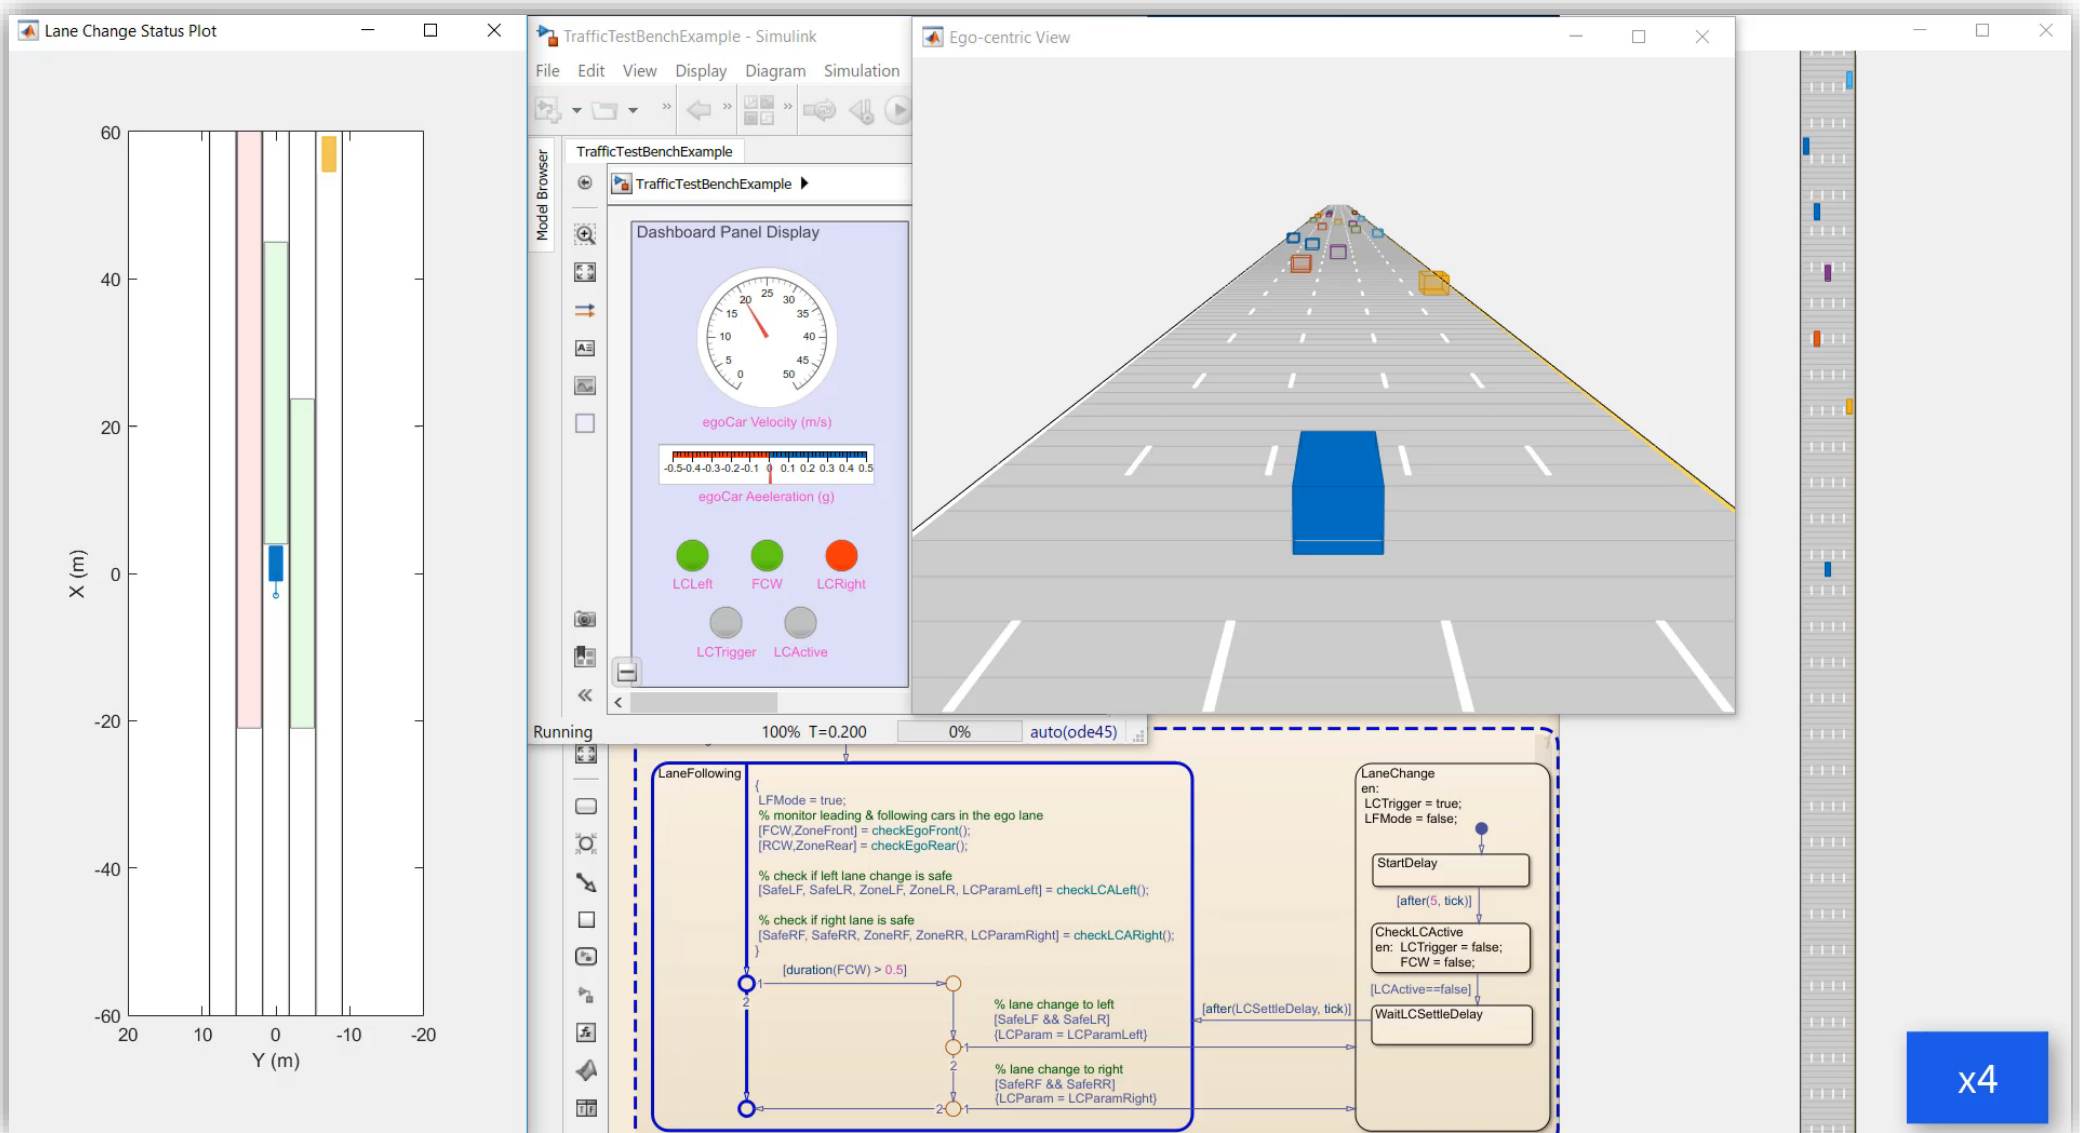 Lane Change Status Plot
60
40
20
0
-20
-40
-60
20 10 0 -10 -20
X (m)
Y (m)
TrafficTestBenchExample - Simulink
File Edit View Display Diagram Simulation
TrafficTestBenchExample
TrafficTestBenchExample
Model Browser
Dashboard Panel Display
0 5 10 15 20 25 30 35 40 45 50
egoCar Velocity (m/s)
-0.5 -0.4 -0.3 -0.2 -0.1 0 0.1 0.2 0.3 0.4 0.5
egoCar Aeeleration (g)
LCLeft FCW LCRight
LCTrigger LCActive
Running 100% T=0.200 0% auto(ode45)
Ego-centric View
LaneFollowing
{
LFMode = true;
% monitor leading & following cars in the ego lane
[FCW,ZoneFront] = checkEgoFront();
[RCW,ZoneRear] = checkEgoRear();
% check if left lane change is safe
[SafeLF, SafeLR, ZoneLF, ZoneLR, LCParamLeft] = checkLCALeft();
% check if right lane is safe
[SafeRF, SafeRR, ZoneRF, ZoneRR, LCParamRight] = checkLCARight();
}
1
[duration(FCW) > 0.5]
2
% lane change to left
[SafeLF && SafeLR]
{LCParam = LCParamLeft}
1
2
% lane change to right
[SafeRF && SafeRR]
{LCParam = LCParamRight}
2 1
[after(LCSettleDelay, tick)]
LaneChange
en:
LCTrigger = true;
LFMode = false;
StartDelay
[after(5, tick)]
CheckLCActive
en: LCTrigger = false;
FCW = false;
[LCActive==false]
WaitLCSettleDelay
x4